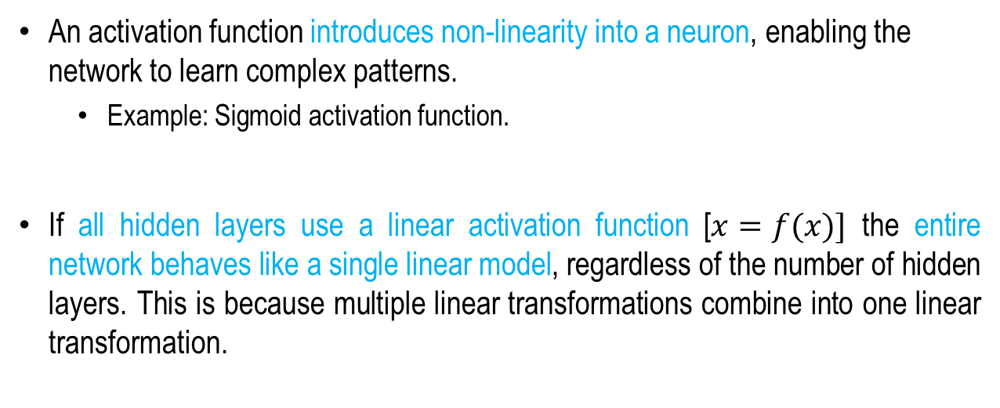 • An activation function introduces non-linearity into a neuron, enabling the
network to learn complex patterns.
• Example: Sigmoid activation function.
• If all hidden layers use a linear activation function [𝑥 = 𝑓(𝑥)] the entire
network behaves like a single linear model, regardless of the number of hidden
layers. This is because multiple linear transformations combine into one linear
transformation.